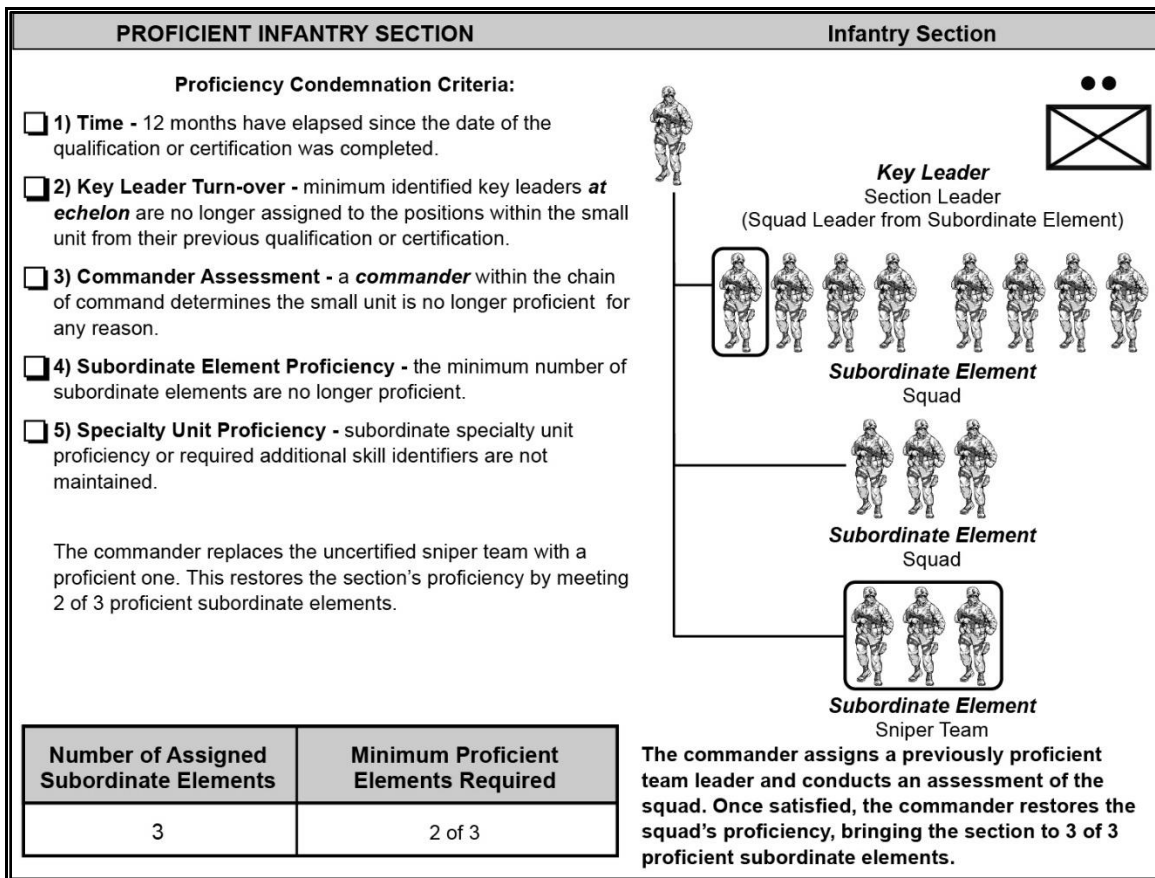 PROFICIENT INFANTRY SECTION
Infantry Section
Proficiency Condemnation Criteria:
1) Time - 12 months have elapsed since the date of the
qualification or certification was completed.
2) Key Leader Turn-over - minimum identified key leaders at
echelon are no longer assigned to the positions within the small
unit from their previous qualification or certification.
3) Commander Assessment - a commander within the chain
of command determines the small unit is no longer proficient for
any reason.
4) Subordinate Element Proficiency - the minimum number of
subordinate elements are no longer proficient.
5) Specialty Unit Proficiency - subordinate specialty unit
proficiency or required additional skill identifiers are not
maintained.
The commander replaces the uncertified sniper team with a
proficient one. This restores the section's proficiency by meeting
2 of 3 proficient subordinate elements.
Number of Assigned
Subordinate Elements
Minimum Proficient
Elements Required
3
2 of 3
Key Leader
Section Leader
(Squad Leader from Subordinate Element)
Subordinate Element
Squad
Subordinate Element
Squad
Subordinate Element
Sniper Team
The commander assigns a previously proficient
team leader and conducts an assessment of the
squad. Once satisfied, the commander restores the
squad's proficiency, bringing the section to 3 of 3
proficient subordinate elements.